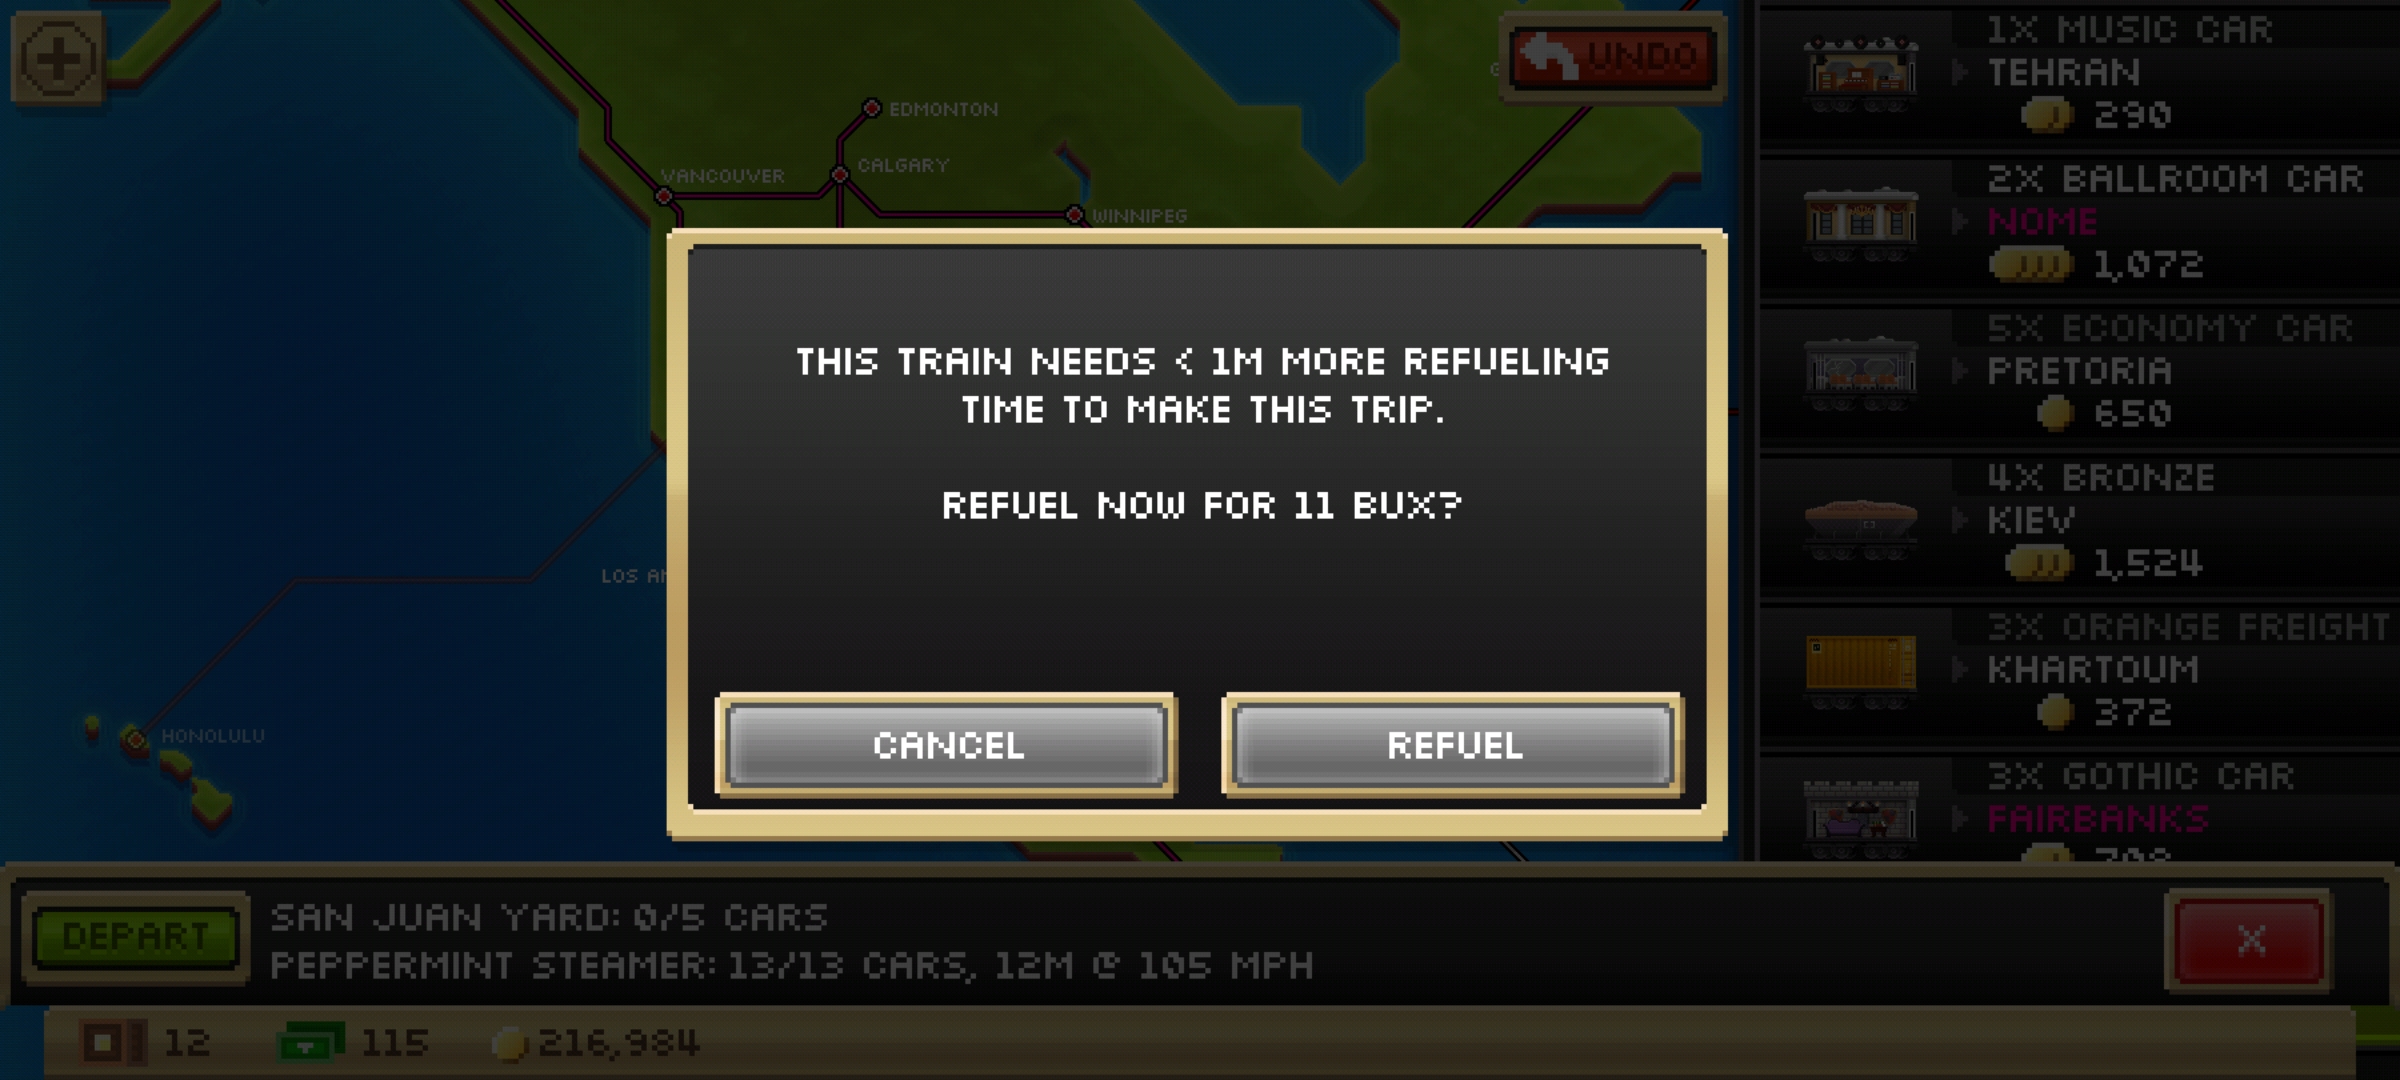 UNDO
EDMONTON
CALGARY
VANCOUVER
WINNIPEG
LOS AN
HONOLULU
THIS TRAIN NEEDS < 1M MORE REFUELING
TIME TO MAKE THIS TRIP.
REFUEL NOW FOR 11 BUX?
CANCEL
REFUEL
1X MUSIC CAR
TEHRAN
290
2X BALLROOM CAR
NOME
1,072
5X ECONOMY CAR
PRETORIA
650
4X BRONZE
KIEV
1,524
3X ORANGE FREIGHT
KHARTOUM
372
3X GOTHIC CAR
FAIRBANKS
DEPART
SAN JUAN YARD: 0/5 CARS
PEPPERMINT STEAMER: 13/13 CARS, 12M @ 105 MPH
X
12
115
216,984